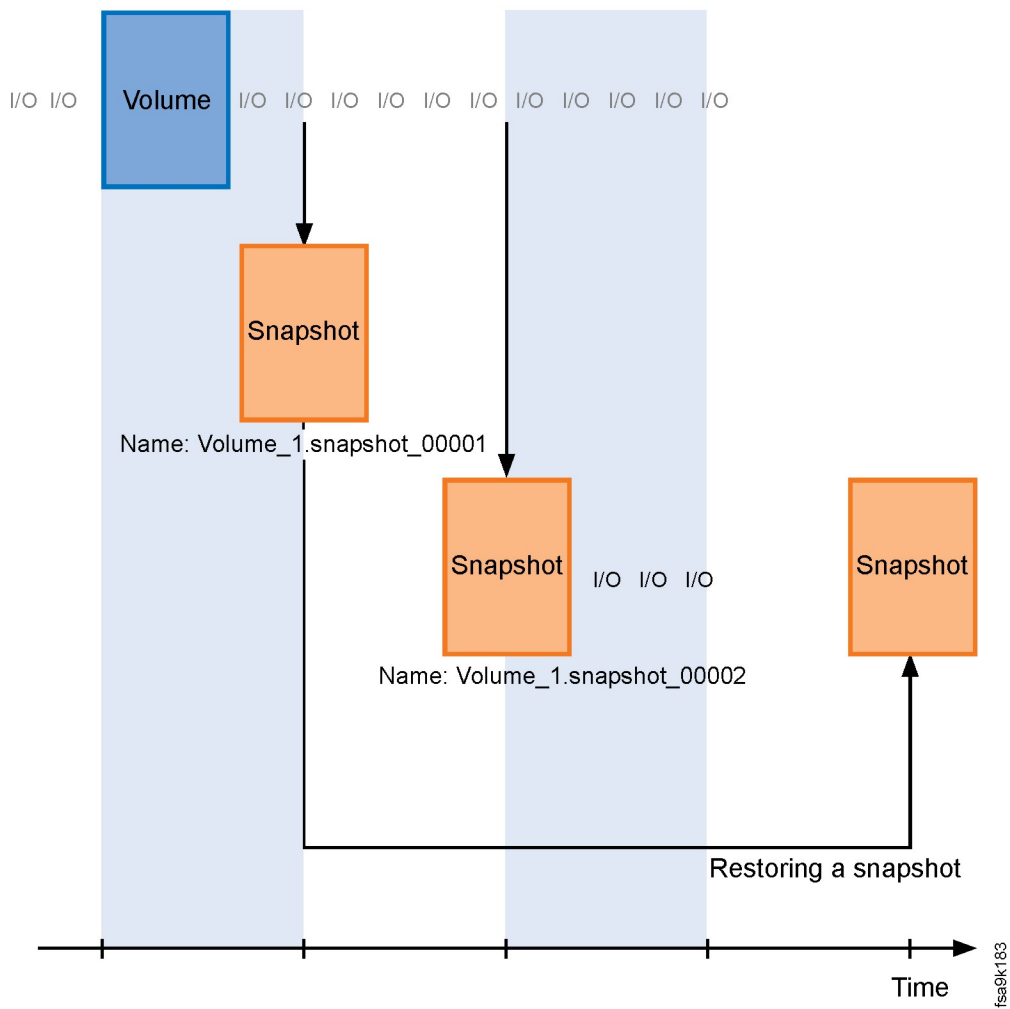 I/O I/O Volume I/O I/O I/O I/O I/O I/O I/O I/O I/O I/O I/O
Snapshot
Name: Volume_1.snapshot_00001
Snapshot I/O I/O I/O Snapshot
Name: Volume_1.snapshot_00002
Restoring a snapshot
Time
fsa9k183